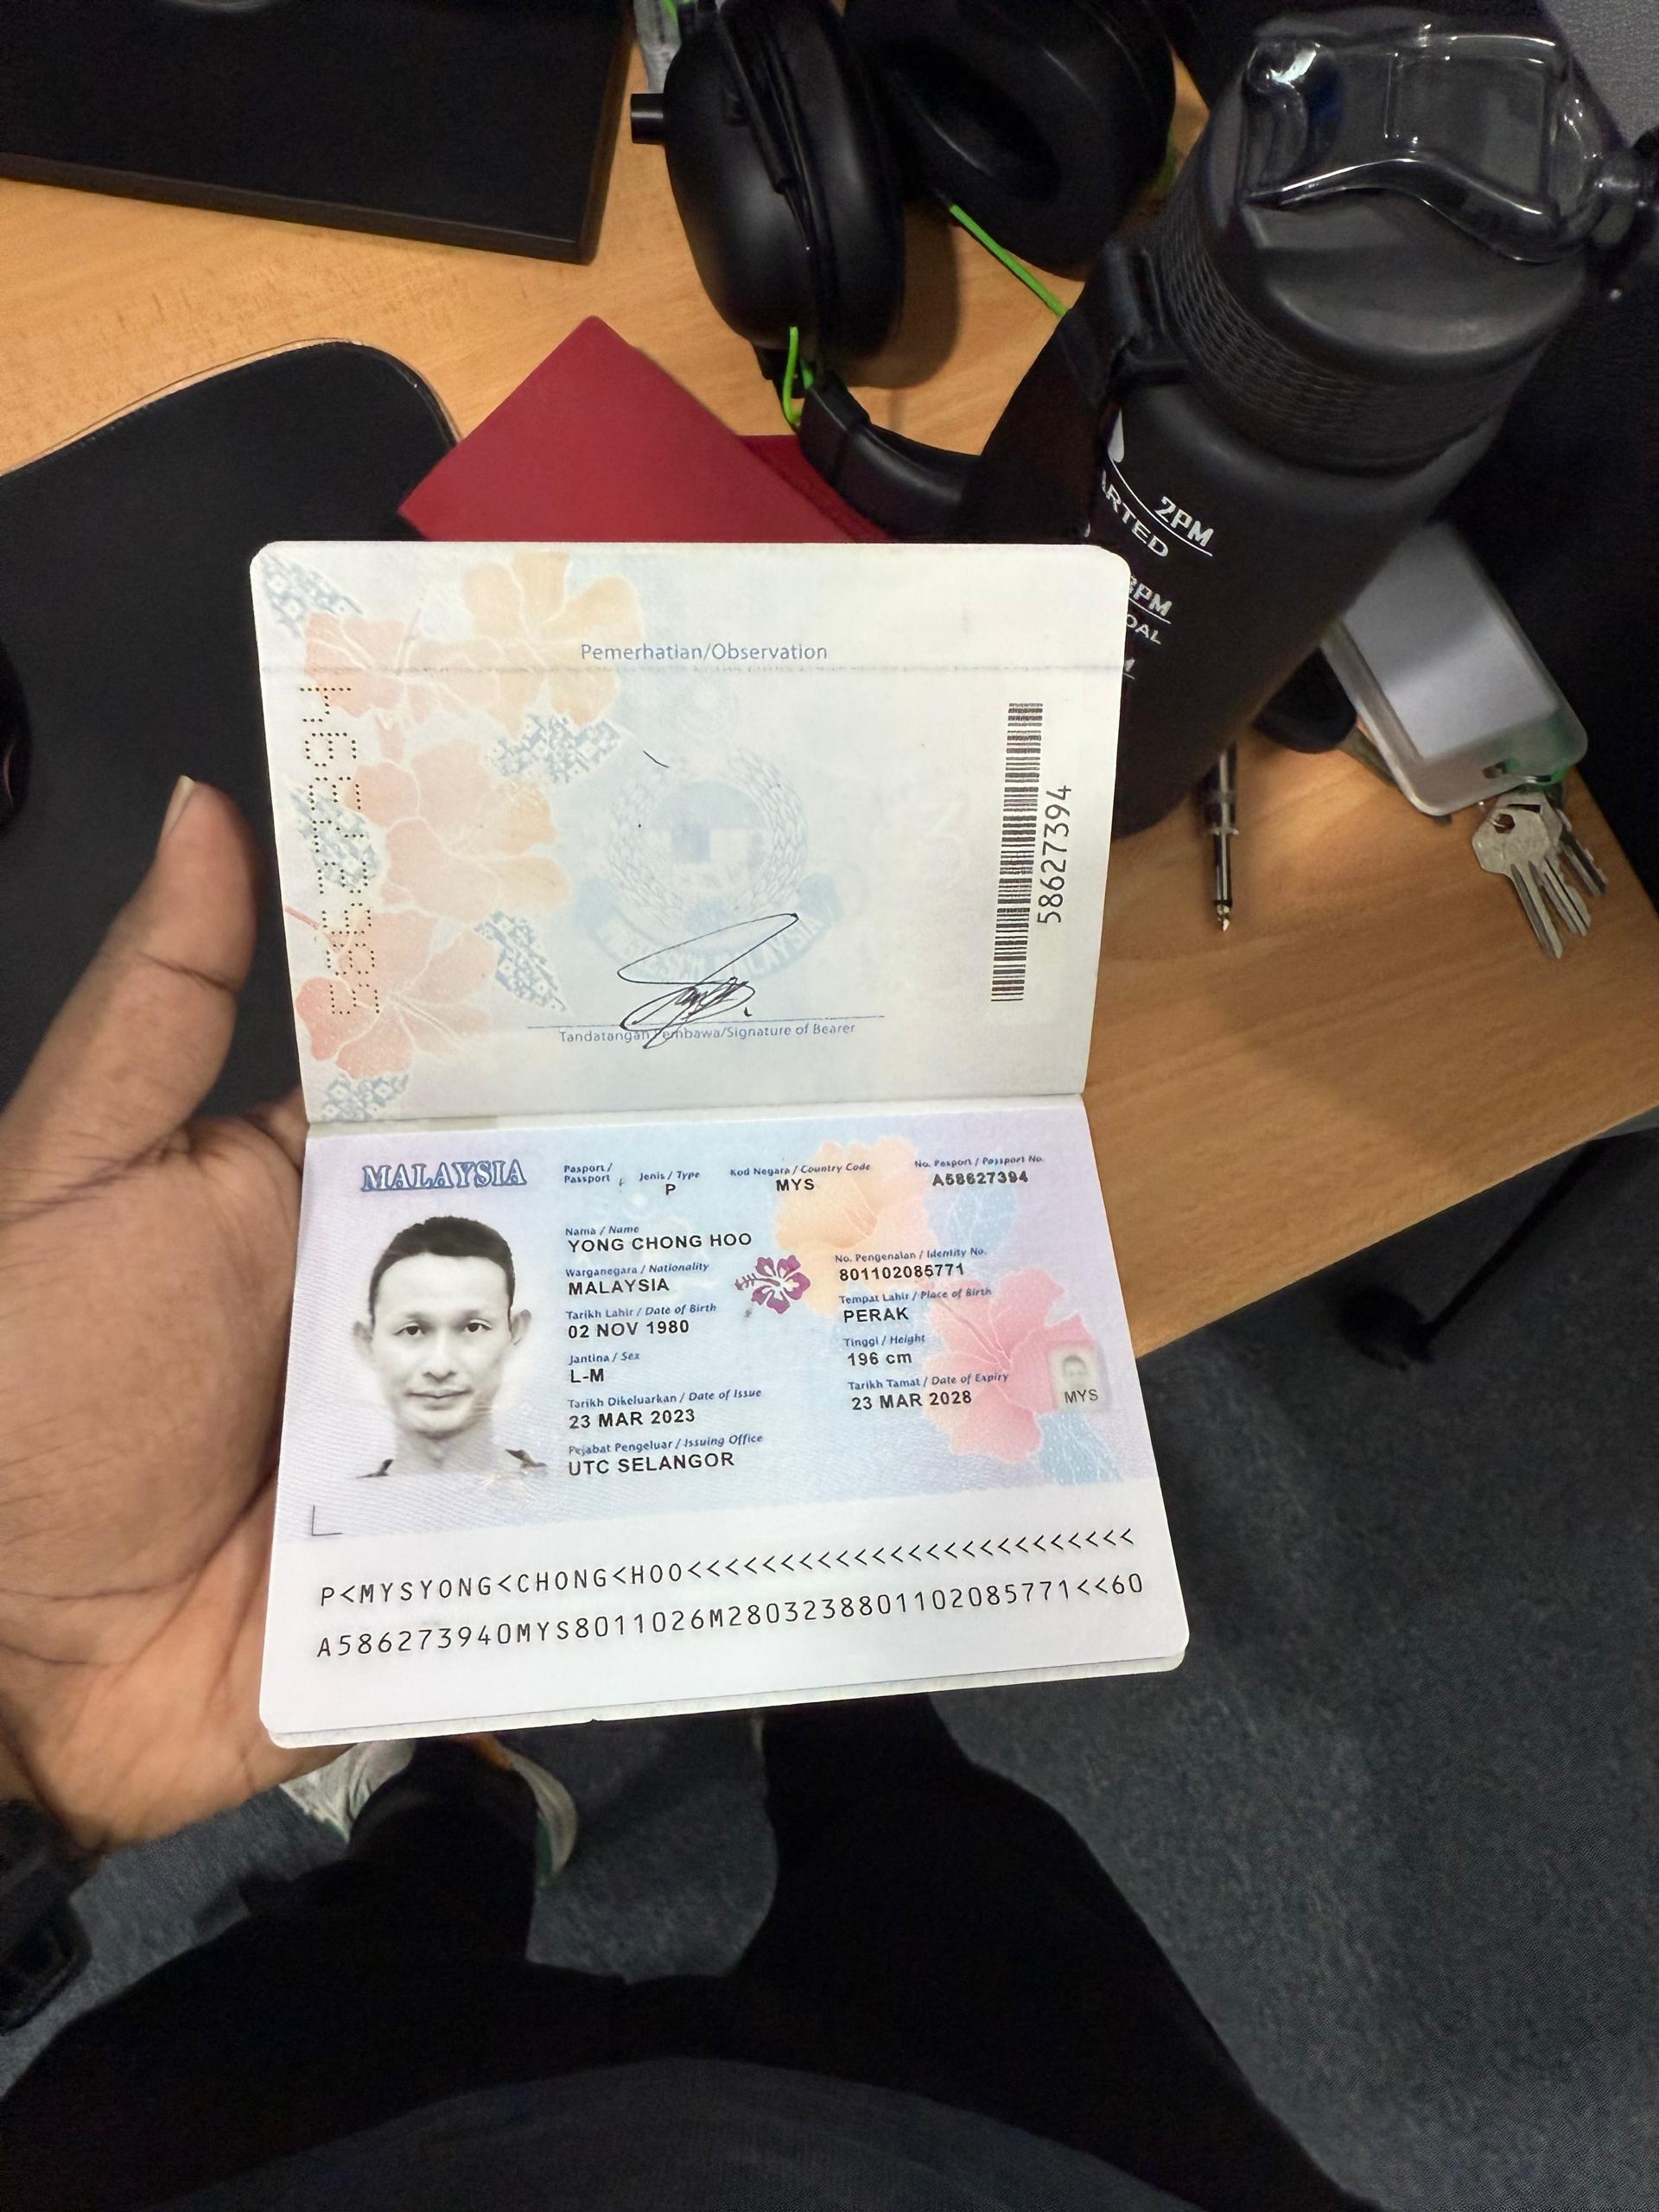 2PM
ARTED
3PM
OAL
M
Pemerhatian/Observation
58627394
Tandatangan Pembawa/Signature of Bearer
MALAYSIA
Pasport / Passport
Jenis / Type
P
Kod Negara / Country Code
MYS
No. Pasport / Passport No.
A58627394
Nama / Name
YONG CHONG HOO
Warganegara / Nationality
MALAYSIA
Tarikh Lahir / Date of Birth
02 NOV 1980
Jantina / Sex
L-M
Tarikh Dikeluarkan / Date of Issue
23 MAR 2023
Pejabat Pengeluar / Issuing Office
UTC SELANGOR
No. Pengenalan / Identity No.
801102085771
Tempat Lahir / Place of Birth
PERAK
Tinggi / Height
196 cm
Tarikh Tamat / Date of Expiry
23 MAR 2028
MYS
P<MYSYONG<CHONG<HOO<<<<<<<<<<<<<<<<<<<<<<<<<
A586273940MYS8011026M2803238801102085771<<60